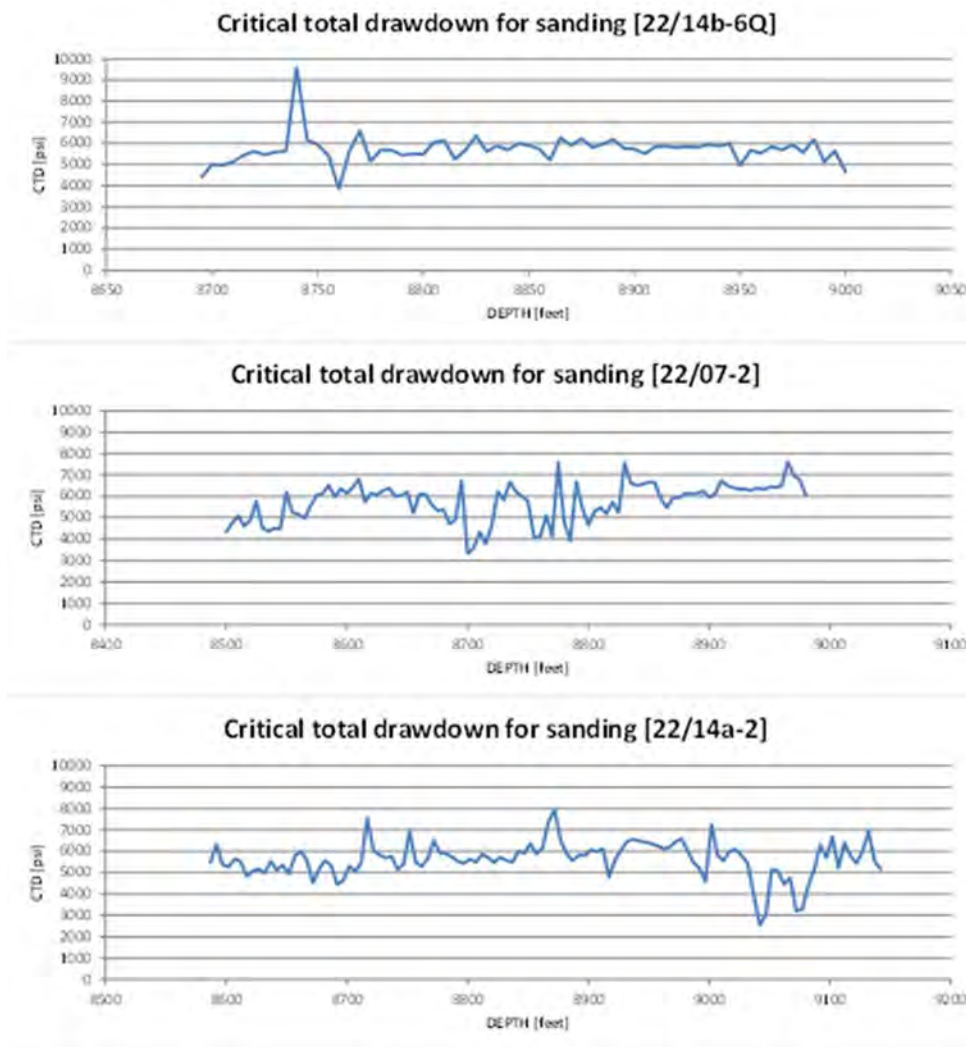 Critical total drawdown for sanding [22/14b-6Q]
10000
9000
8000
7000
6000
5000
4000
3000
2000
1000
0
CTD [psi]
8650 8700 8750 8800 8850 8900 8950 9000 9050
DEPTH [feet]
Critical total drawdown for sanding [22/07-2]
10000
9000
8000
7000
6000
5000
4000
3000
2000
1000
0
CTD [psi]
8400 8500 8600 8700 8800 8900 9000 9100
DEPTH [feet]
Critical total drawdown for sanding [22/14a-2]
10000
9000
8000
7000
6000
5000
4000
3000
2000
1000
0
CTD [psi]
8500 8600 8700 8800 8900 9000 9100 9200
DEPTH [feet]